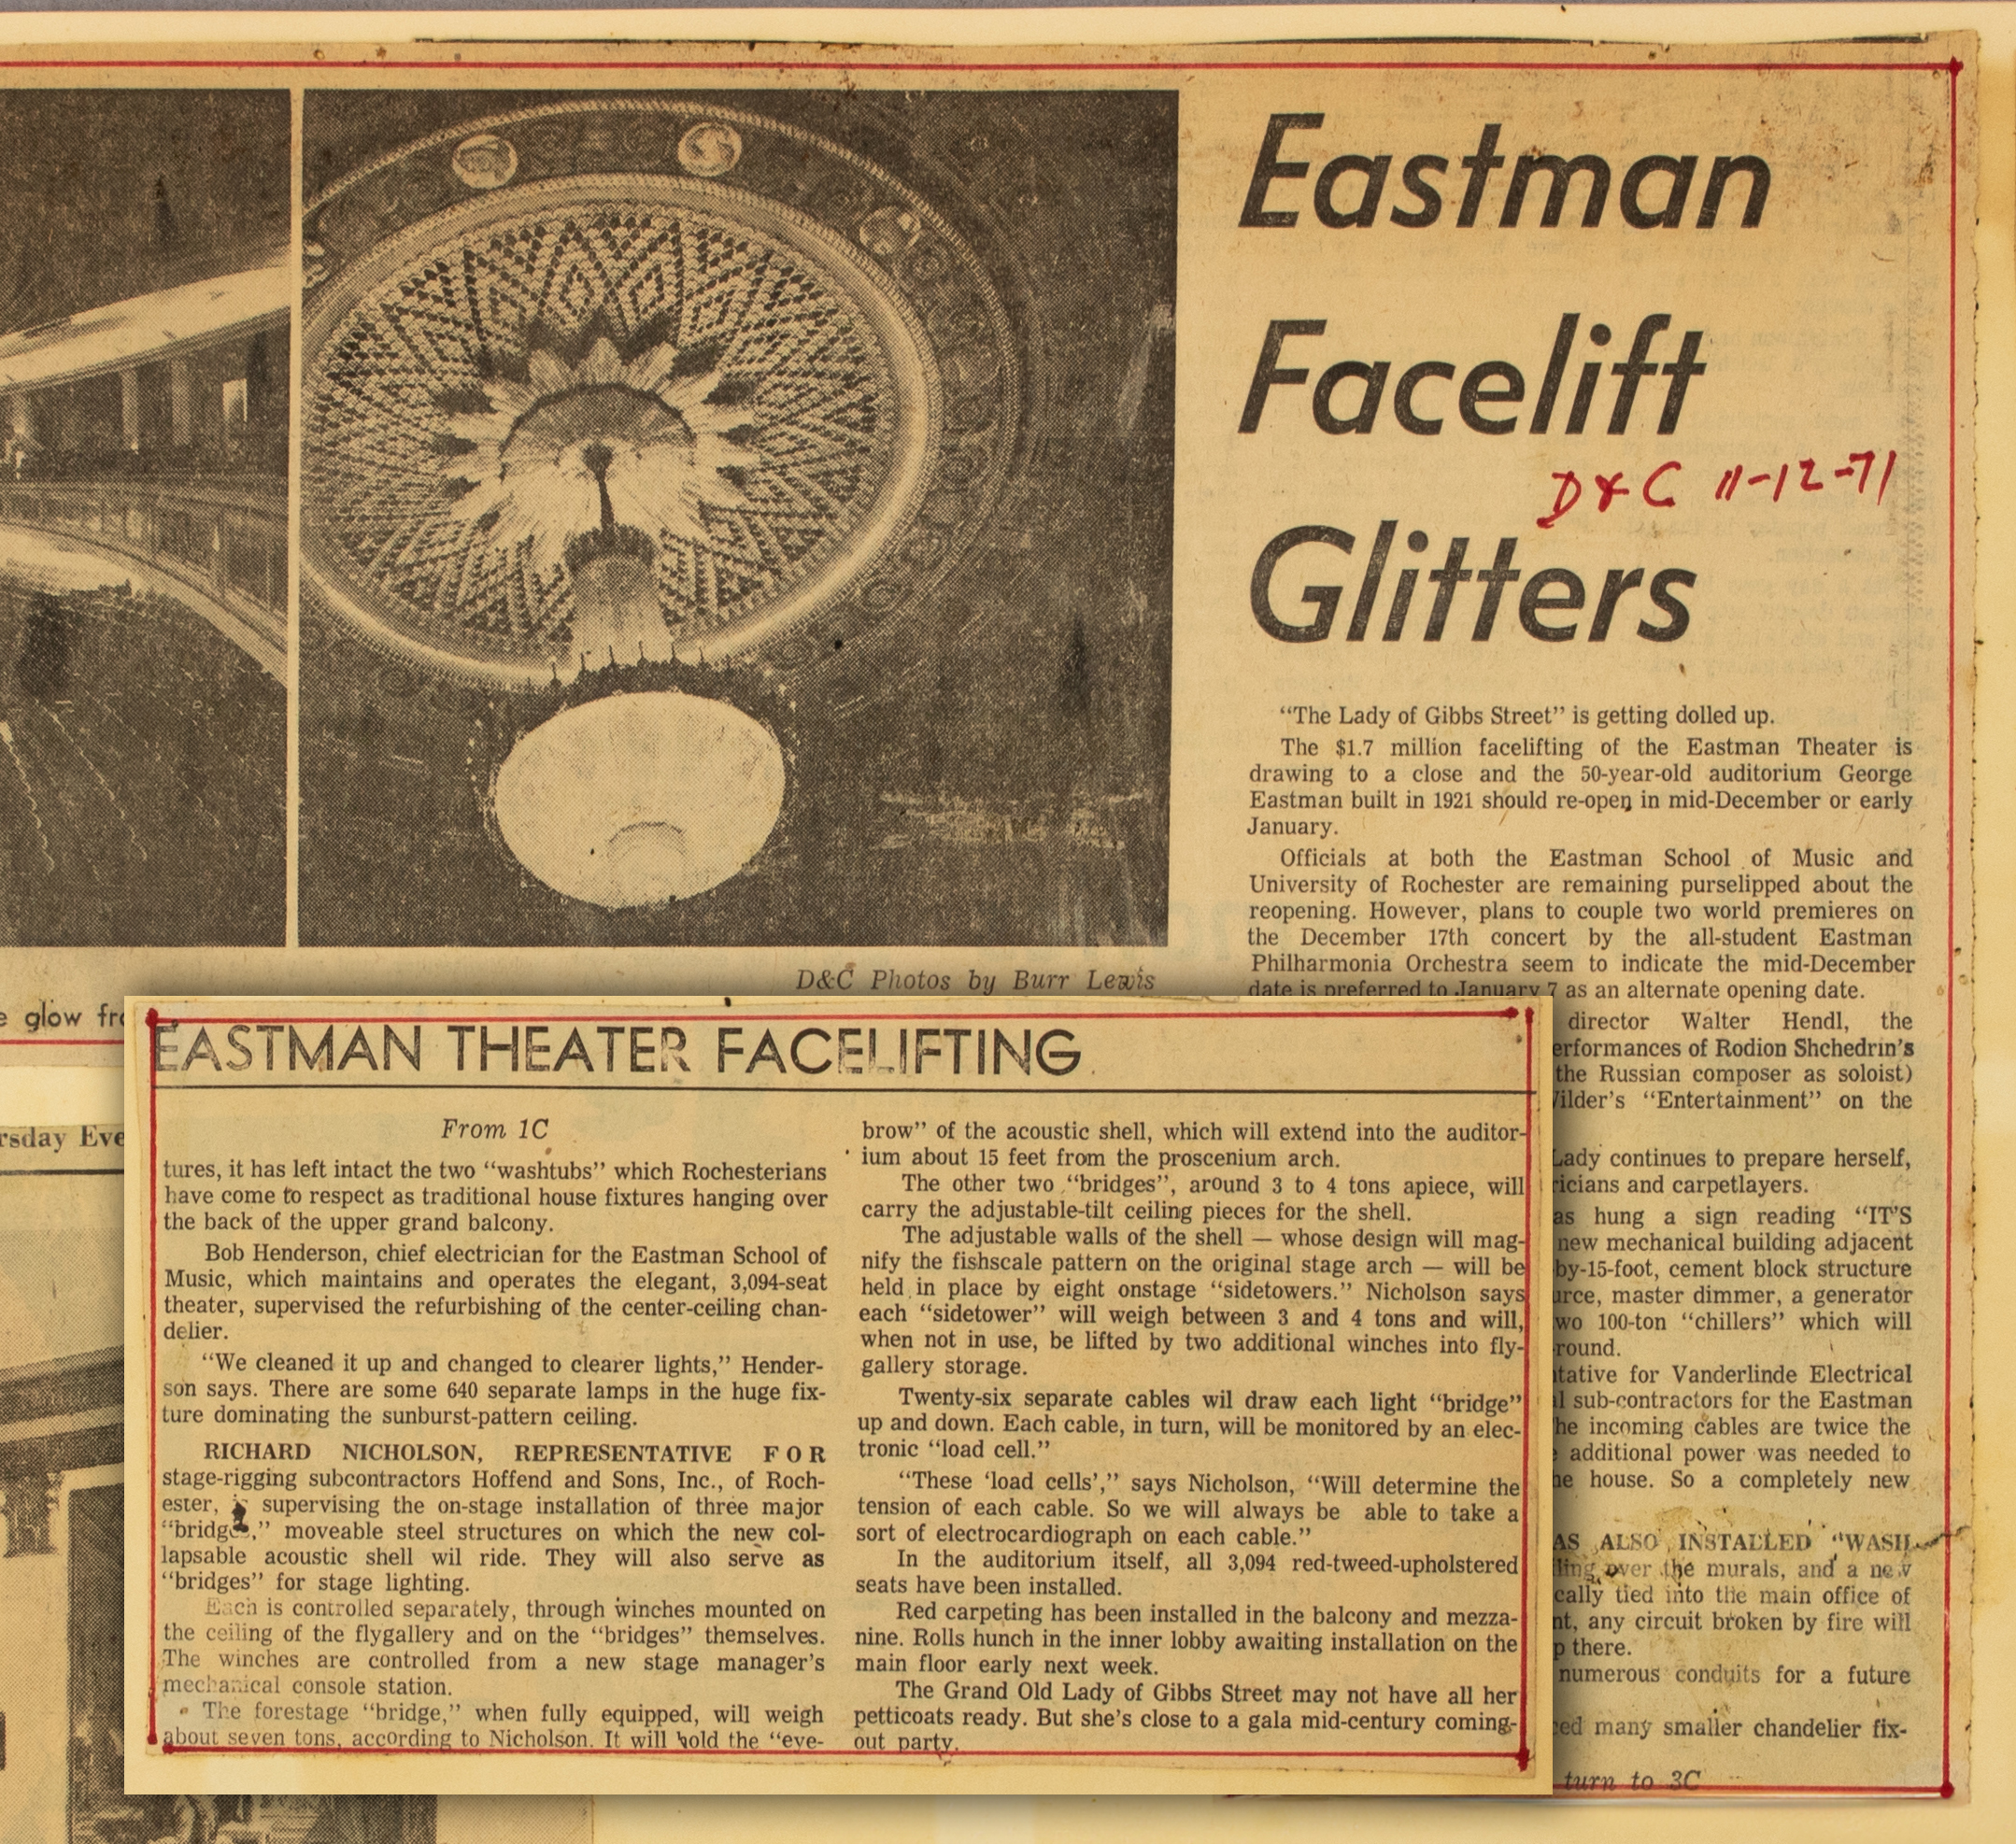 Eastman
Facelift
D&C 11-12-71
Glitters
“The Lady of Gibbs Street” is getting dolled up.
The $1.7 million facelifting of the Eastman Theater is
drawing to a close and the 50-year-old auditorium George
Eastman built in 1921 should re-open in mid-December or early
January.
Officials at both the Eastman School of Music and
University of Rochester are remaining purselipped about the
reopening. However, plans to couple two world premieres on
the December 17th concert by the all-student Eastman
Philharmonia Orchestra seem to indicate the mid-December
date is preferred to January 7 as an alternate opening date.
director Walter Hendl, the
erformances of Rodion Shchedrin's
the Russian composer as soloist)
ilder's “Entertainment” on the
Lady continues to prepare herself,
ricians and carpetlayers.
as hung a sign reading “IT'S
new mechanical building adjacent
by-15-foot, cement block structure
urce, master dimmer, a generator
wo 100-ton “chillers” which will
round.
tative for Vanderlinde Electrical
l sub-contractors for the Eastman
he incoming cables are twice the
additional power was needed to
he house. So a completely new
AS ALSO INSTALLED “WASH
ling over the murals, and a new
cally tied into the main office of
nt, any circuit broken by fire will
p there.
numerous conduits for a future
ed many smaller chandelier fix-
turn to 3C
D&C Photos by Burr Lewis
e glow fr
rsday Eve
EASTMAN THEATER FACELIFTING
From 1C
tures, it has left intact the two “washtubs” which Rochesterians
have come to respect as traditional house fixtures hanging over
the back of the upper grand balcony.
Bob Henderson, chief electrician for the Eastman School of
Music, which maintains and operates the elegant, 3,094-seat
theater, supervised the refurbishing of the center-ceiling chan-
delier.
“We cleaned it up and changed to clearer lights,” Hender-
son says. There are some 640 separate lamps in the huge fix-
ture dominating the sunburst-pattern ceiling.
RICHARD NICHOLSON, REPRESENTATIVE FOR
stage-rigging subcontractors Hoffend and Sons, Inc., of Roch-
ester, is supervising the on-stage installation of three major
“bridges,” moveable steel structures on which the new col-
lapsable acoustic shell wil ride. They will also serve as
“bridges” for stage lighting.
Each is controlled separately, through winches mounted on
the ceiling of the flygallery and on the “bridges” themselves.
The winches are controlled from a new stage manager's
mechanical console station.
The forestage “bridge,” when fully equipped, will weigh
about seven tons, according to Nicholson. It will hold the “eye-
brow” of the acoustic shell, which will extend into the auditor-
ium about 15 feet from the proscenium arch.
The other two “bridges”, around 3 to 4 tons apiece, will
carry the adjustable-tilt ceiling pieces for the shell.
The adjustable walls of the shell — whose design will mag-
nify the fishscale pattern on the original stage arch — will be
held in place by eight onstage “sidetowers.” Nicholson says
each “sidetower” will weigh between 3 and 4 tons and will,
when not in use, be lifted by two additional winches into fly-
gallery storage.
Twenty-six separate cables wil draw each light “bridge”
up and down. Each cable, in turn, will be monitored by an elec-
tronic “load cell.”
“These ‘load cells’,” says Nicholson, “Will determine the
tension of each cable. So we will always be able to take a
sort of electrocardiograph on each cable.”
In the auditorium itself, all 3,094 red-tweed-upholstered
seats have been installed.
Red carpeting has been installed in the balcony and mezza-
nine. Rolls hunch in the inner lobby awaiting installation on the
main floor early next week.
The Grand Old Lady of Gibbs Street may not have all her
petticoats ready. But she's close to a gala mid-century coming-
out party.